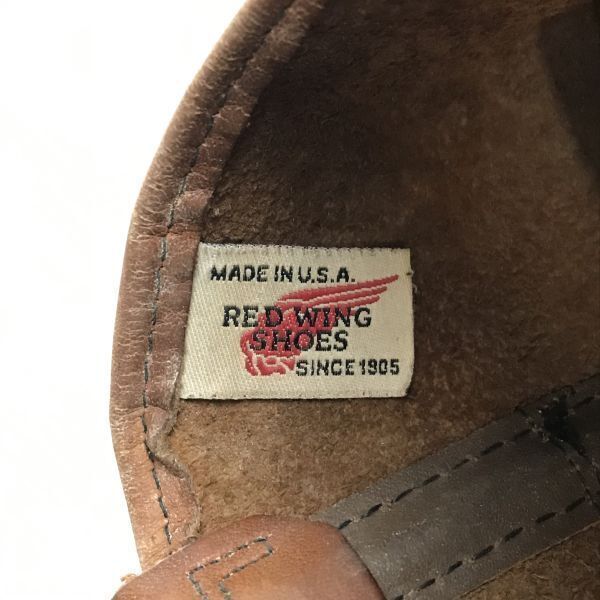 MADE IN U.S.A.
RED WING
SHOES
SINCE 1905